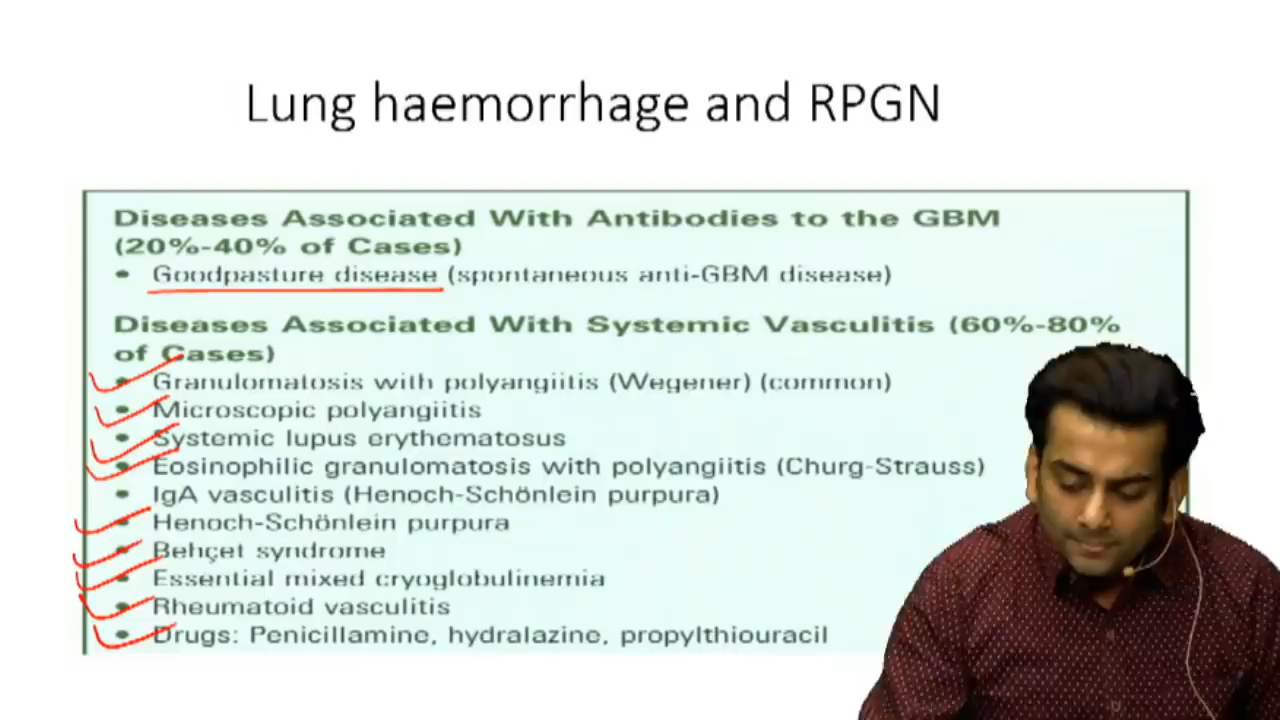 Lung haemorrhage and RPGN
Diseases Associated With Antibodies to the GBM
(20%-40% of Cases)
• Goodpasture disease (spontaneous anti-GBM disease)
Diseases Associated With Systemic Vasculitis (60%-80%
of Cases)
• Granulomatosis with polyangiitis (Wegener) (common)
• Microscopic polyangiitis
• Systemic lupus erythematosus
• Eosinophilic granulomatosis with polyangiitis (Churg-Strauss)
• IgA vasculitis (Henoch-Schönlein purpura)
• Henoch-Schönlein purpura
• Behçet syndrome
• Essential mixed cryoglobulinemia
• Rheumatoid vasculitis
• Drugs: Penicillamine, hydralazine, propylthiouracil